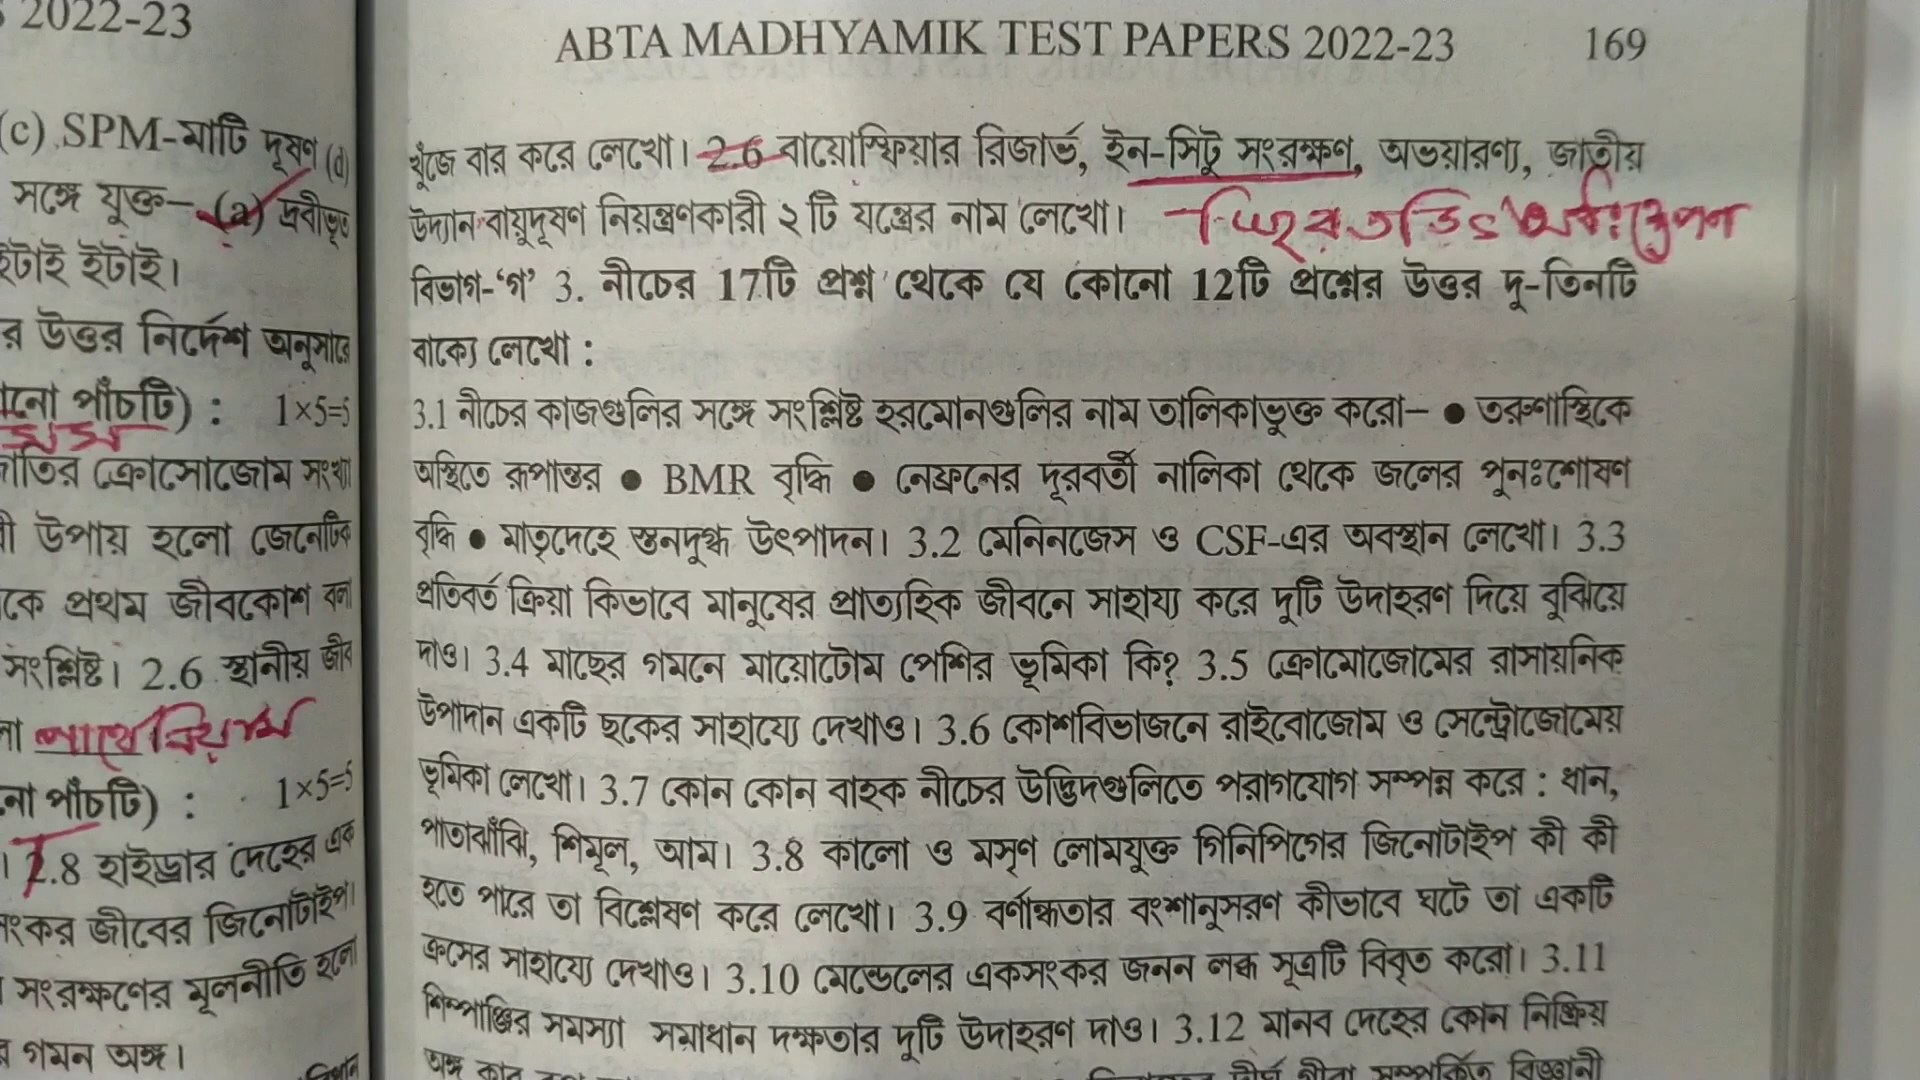 2022-23
(c) SPM-মাটি দূষণ (d)
সঙ্গে যুক্ত– (a) দ্রবীভূত
ইটাই ইটাই।
র উত্তর নির্দেশ অনুসারে
নো পাঁচটি) : 1×5=5
জাতির ক্রোমোজোম সংখ্যা
ী উপায় হলো জেনেটিক
কে প্রথম জীবকোশ বলা
সংশ্লিষ্ট। 2.6 স্থানীয় জীব
না
না পাঁচটি) : 1×5=5
। 2.8 হাইড্রার দেহের এক
সংকর জীবের জিনোটাইপ।
সংরক্ষণের মূলনীতি হলো
গমন অঙ্গ।
ABTA MADHYAMIK TEST PAPERS 2022-23 169
খুঁজে বার করে লেখো। 2.6 বায়োস্ফিয়ার রিজার্ভ, ইন-সিটু সংরক্ষণ, অভয়ারণ্য, জাতীয়
উদ্যান বায়ুদূষণ নিয়ন্ত্রণকারী ২ টি যন্ত্রের নাম লেখো।
বিভাগ-‘গ’ 3. নীচের 17টি প্রশ্ন থেকে যে কোনো 12টি প্রশ্নের উত্তর দু-তিনটি
বাক্যে লেখো :
3.1 নীচের কাজগুলির সঙ্গে সংশ্লিষ্ট হরমোনগুলির নাম তালিকাভুক্ত করো– ● তরুণাস্থিকে
অস্থিতে রূপান্তর ● BMR বৃদ্ধি ● নেফ্রনের দূরবর্তী নালিকা থেকে জলের পুনঃশোষণ
বৃদ্ধি ● মাতৃদেহে স্তনদুগ্ধ উৎপাদন। 3.2 মেনিনজেস ও CSF-এর অবস্থান লেখো। 3.3
প্রতিবর্ত ক্রিয়া কিভাবে মানুষের প্রাত্যহিক জীবনে সাহায্য করে দুটি উদাহরণ দিয়ে বুঝিয়ে
দাও। 3.4 মাছের গমনে মায়োটোম পেশির ভূমিকা কি? 3.5 ক্রোমোজোমের রাসায়নিক
উপাদান একটি ছকের সাহায্যে দেখাও। 3.6 কোশবিভাজনে রাইবোজোম ও সেন্ট্রোজোমেয়
ভূমিকা লেখো। 3.7 কোন কোন বাহক নীচের উদ্ভিদগুলিতে পরাগযোগ সম্পন্ন করে : ধান,
পাতাঝাঁঝি, শিমূল, আম। 3.8 কালো ও মসৃণ লোমযুক্ত গিনিপিগের জিনোটাইপ কী কী
হতে পারে তা বিশ্লেষণ করে লেখো। 3.9 বর্ণান্ধতার বংশানুসরণ কীভাবে ঘটে তা একটি
ক্রসের সাহায্যে দেখাও। 3.10 মেন্ডেলের একসংকর জনন লব্ধ সূত্রটি বিবৃত করো। 3.11
শিম্পাঞ্জির সমস্যা সমাধান দক্ষতার দুটি উদাহরণ দাও। 3.12 মানব দেহের কোন নিষ্ক্রিয়
অঙ্গ